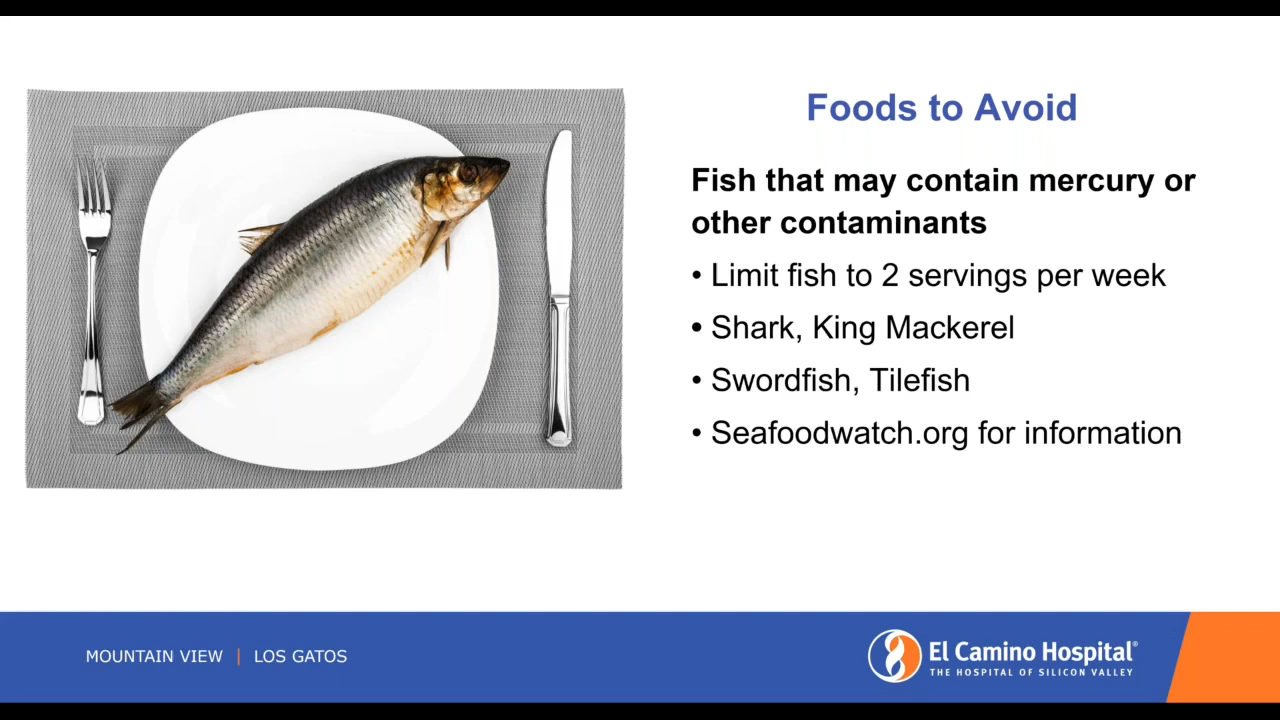 Foods to Avoid
Fish that may contain mercury or
other contaminants
• Limit fish to 2 servings per week
• Shark, King Mackerel
• Swordfish, Tilefish
• Seafoodwatch.org for information
MOUNTAIN VIEW | LOS GATOS
El Camino Hospital®
THE HOSPITAL OF SILICON VALLEY